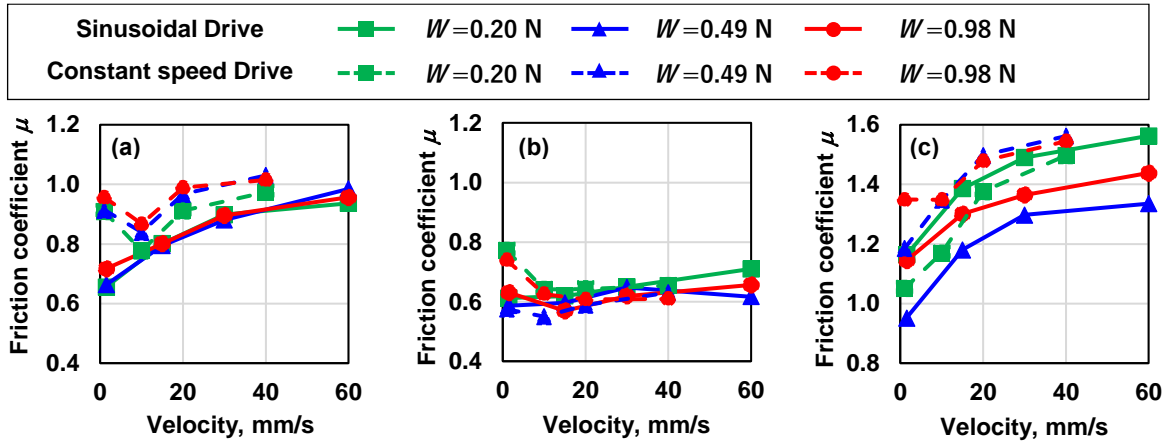 Sinusoidal Drive W=0.20 N W=0.49 N W=0.98 N
Constant speed Drive W=0.20 N W=0.49 N W=0.98 N
Friction coefficient μ
1.2
1.0
0.8
0.6
0.4
(a)
0 20 40 60
Velocity, mm/s
Friction coefficient μ
1.2
1.0
0.8
0.6
0.4
(b)
0 20 40 60
Velocity, mm/s
Friction coefficient μ
1.6
1.4
1.2
1.0
0.8
(c)
0 20 40 60
Velocity, mm/s